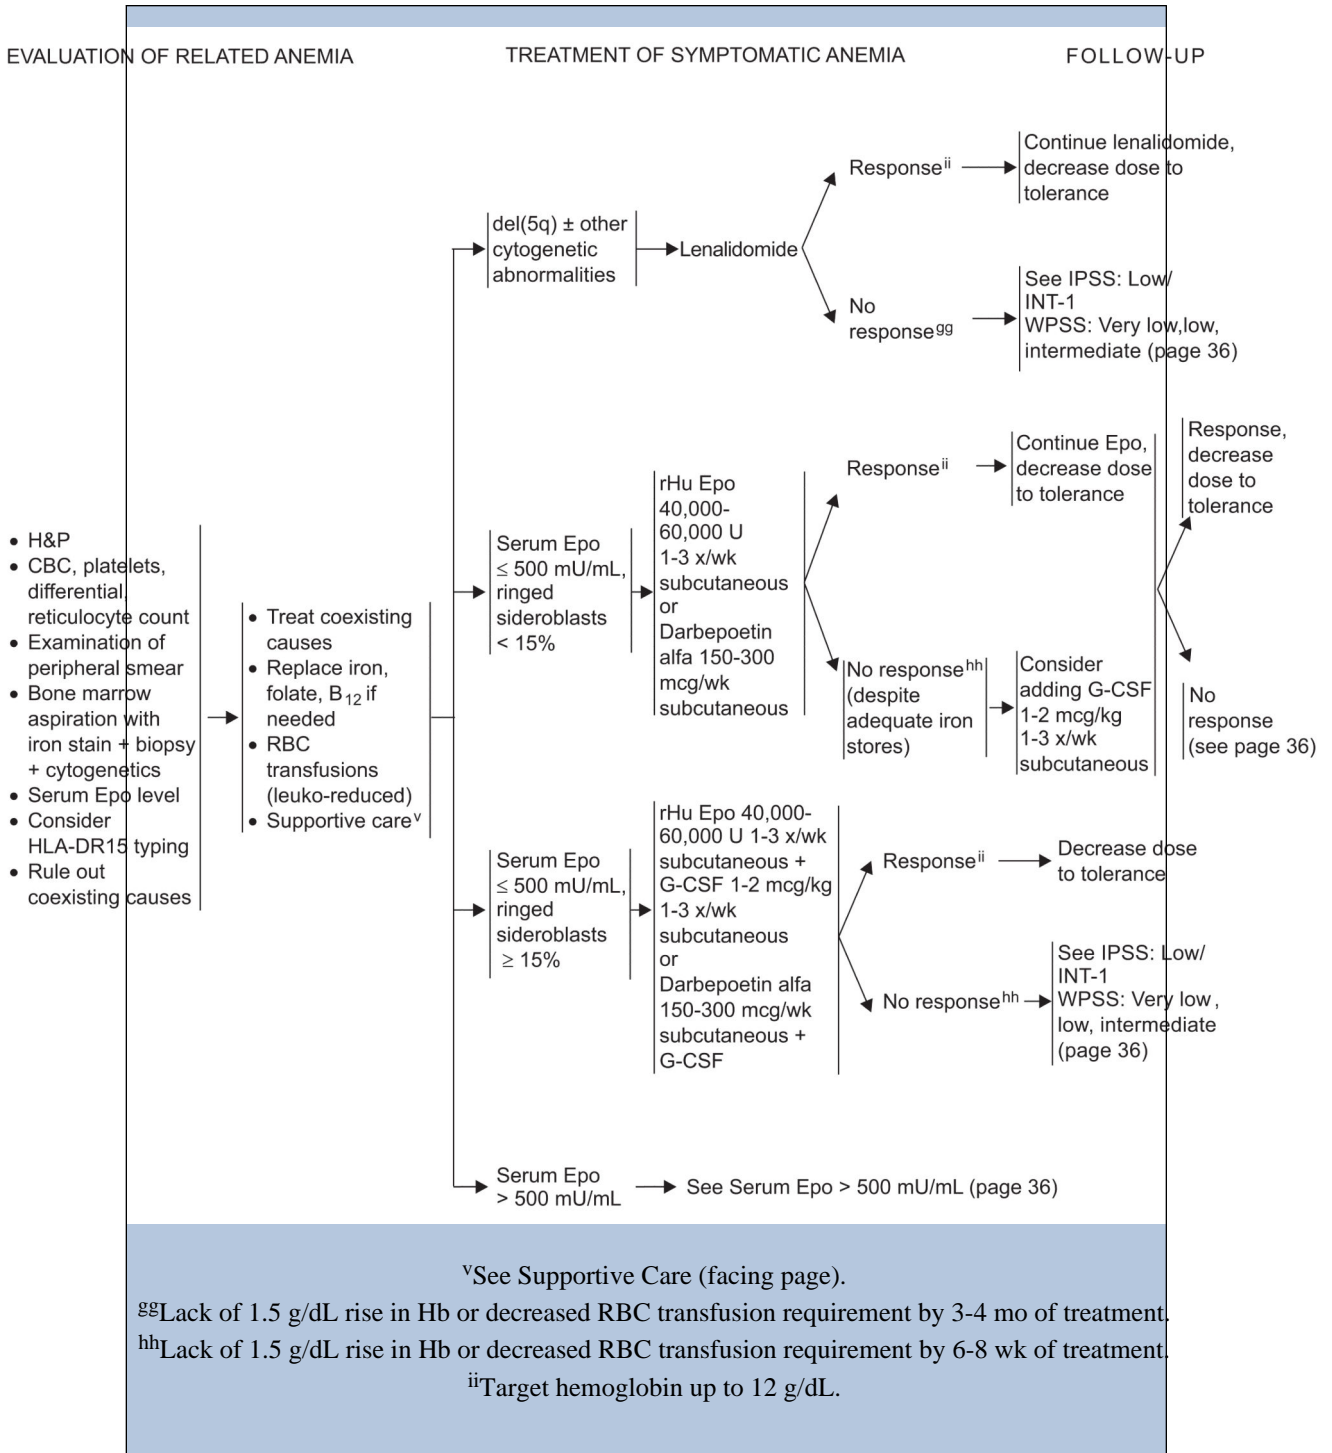 EVALUATION OF RELATED ANEMIA
TREATMENT OF SYMPTOMATIC ANEMIA
FOLLOW-UP
• H&P
• CBC, platelets,
differential,
reticulocyte count
• Examination of
peripheral smear
• Bone marrow
aspiration with
iron stain + biopsy
+ cytogenetics
• Serum Epo level
• Consider
HLA-DR15 typing
• Rule out
coexisting causes
• Treat coexisting
causes
• Replace iron,
folate, B12 if
needed
• RBC
transfusions
(leuko-reduced)
• Supportive care v
del(5q) ± other
cytogenetic
abnormalities
Lenalidomide
Response ii
Continue lenalidomide,
decrease dose to
tolerance
No
response gg
See IPSS: Low/
INT-1
WPSS: Very low,low,
intermediate (page 36)
Serum Epo
≤ 500 mU/mL,
ringed
sideroblasts
< 15%
rHu Epo
40,000-
60,000 U
1-3 x/wk
subcutaneous
or
Darbepoetin
alfa 150-300
mcg/wk
subcutaneous
Response ii
Continue Epo,
decrease dose
to tolerance
No response hh
(despite
adequate iron
stores)
Consider
adding G-CSF
1-2 mcg/kg
1-3 x/wk
subcutaneous
Response,
decrease
dose to
tolerance
No
response
(see page 36)
Serum Epo
≤ 500 mU/mL,
ringed
sideroblasts
≥ 15%
rHu Epo 40,000-
60,000 U 1-3 x/wk
subcutaneous +
G-CSF 1-2 mcg/kg
1-3 x/wk
subcutaneous
or
Darbepoetin alfa
150-300 mcg/wk
subcutaneous +
G-CSF
Response ii
Decrease dose
to tolerance
No response hh
See IPSS: Low/
INT-1
WPSS: Very low ,
low, intermediate
(page 36)
Serum Epo
> 500 mU/mL
See Serum Epo > 500 mU/mL (page 36)
v See Supportive Care (facing page).
gg Lack of 1.5 g/dL rise in Hb or decreased RBC transfusion requirement by 3-4 mo of treatment.
hh Lack of 1.5 g/dL rise in Hb or decreased RBC transfusion requirement by 6-8 wk of treatment.
ii Target hemoglobin up to 12 g/dL.